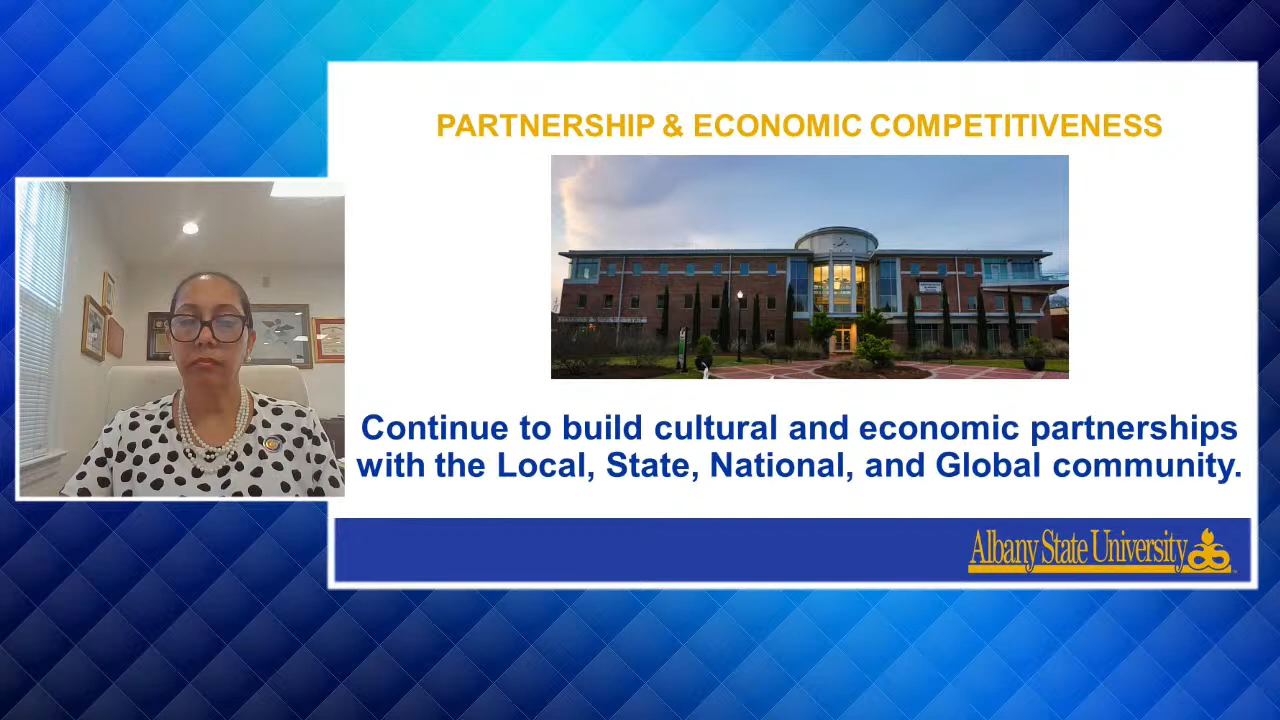 PARTNERSHIP & ECONOMIC COMPETITIVENESS
Continue to build cultural and economic partnerships
with the Local, State, National, and Global community.
Albany State University